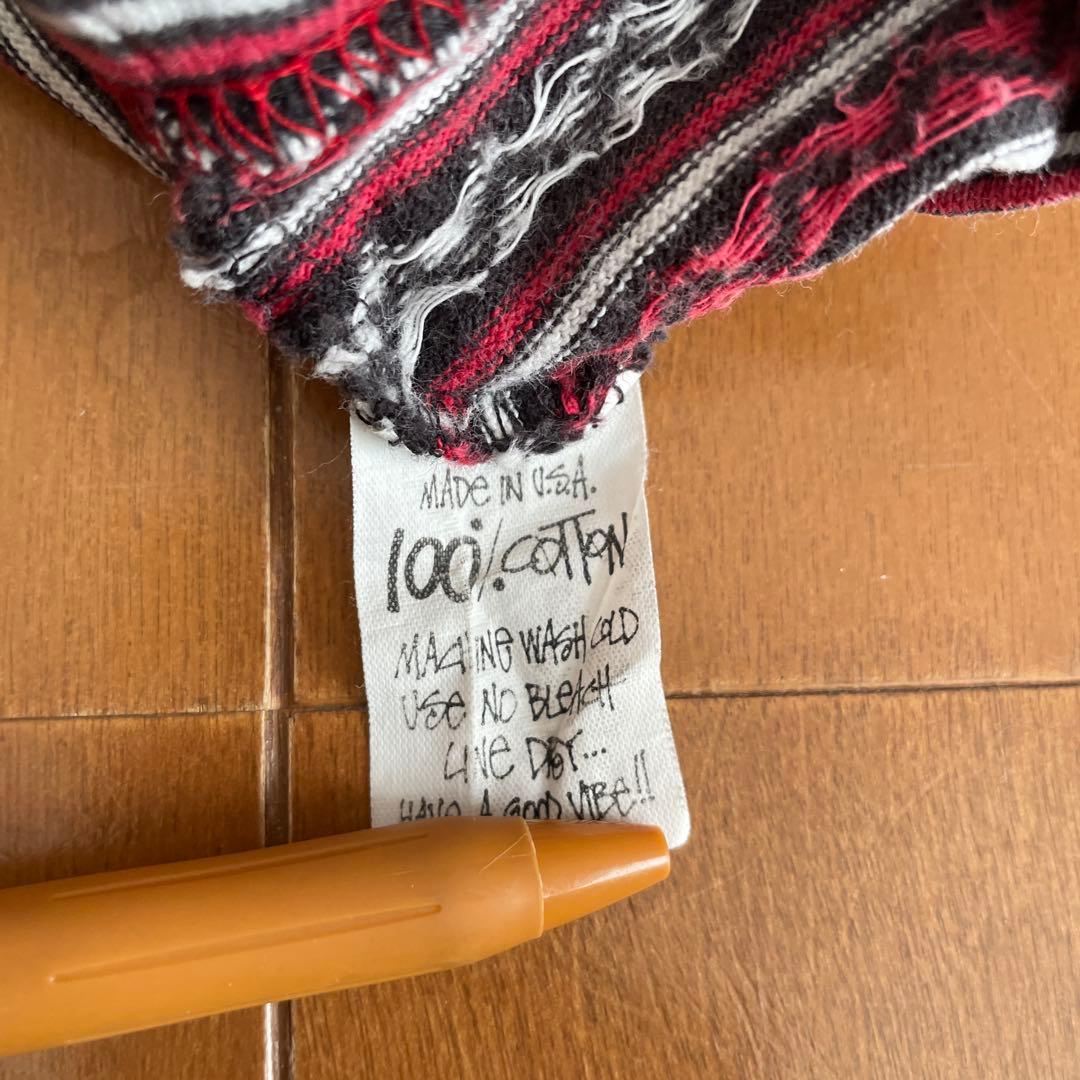 MADE IN U.S.A.
100% COTTON
MACHINE WASH COLD
USE NO BLEACH
LINE DRY...
HAVE A GOOD VIBE!!